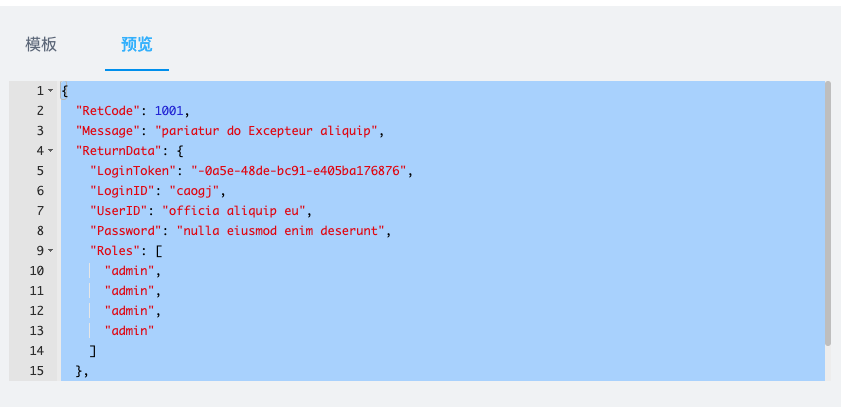 模板 预览
1 {
2 "RetCode": 1001,
3 "Message": "pariatur do Excepteur aliquip",
4 "ReturnData": {
5 "LoginToken": "-0a5e-48de-bc91-e405ba176876",
6 "LoginID": "caogj",
7 "UserID": "officia aliquip eu",
8 "Password": "nulla eiusmod enim deserunt",
9 "Roles": [
10 "admin",
11 "admin",
12 "admin",
13 "admin"
14 ]
15 },